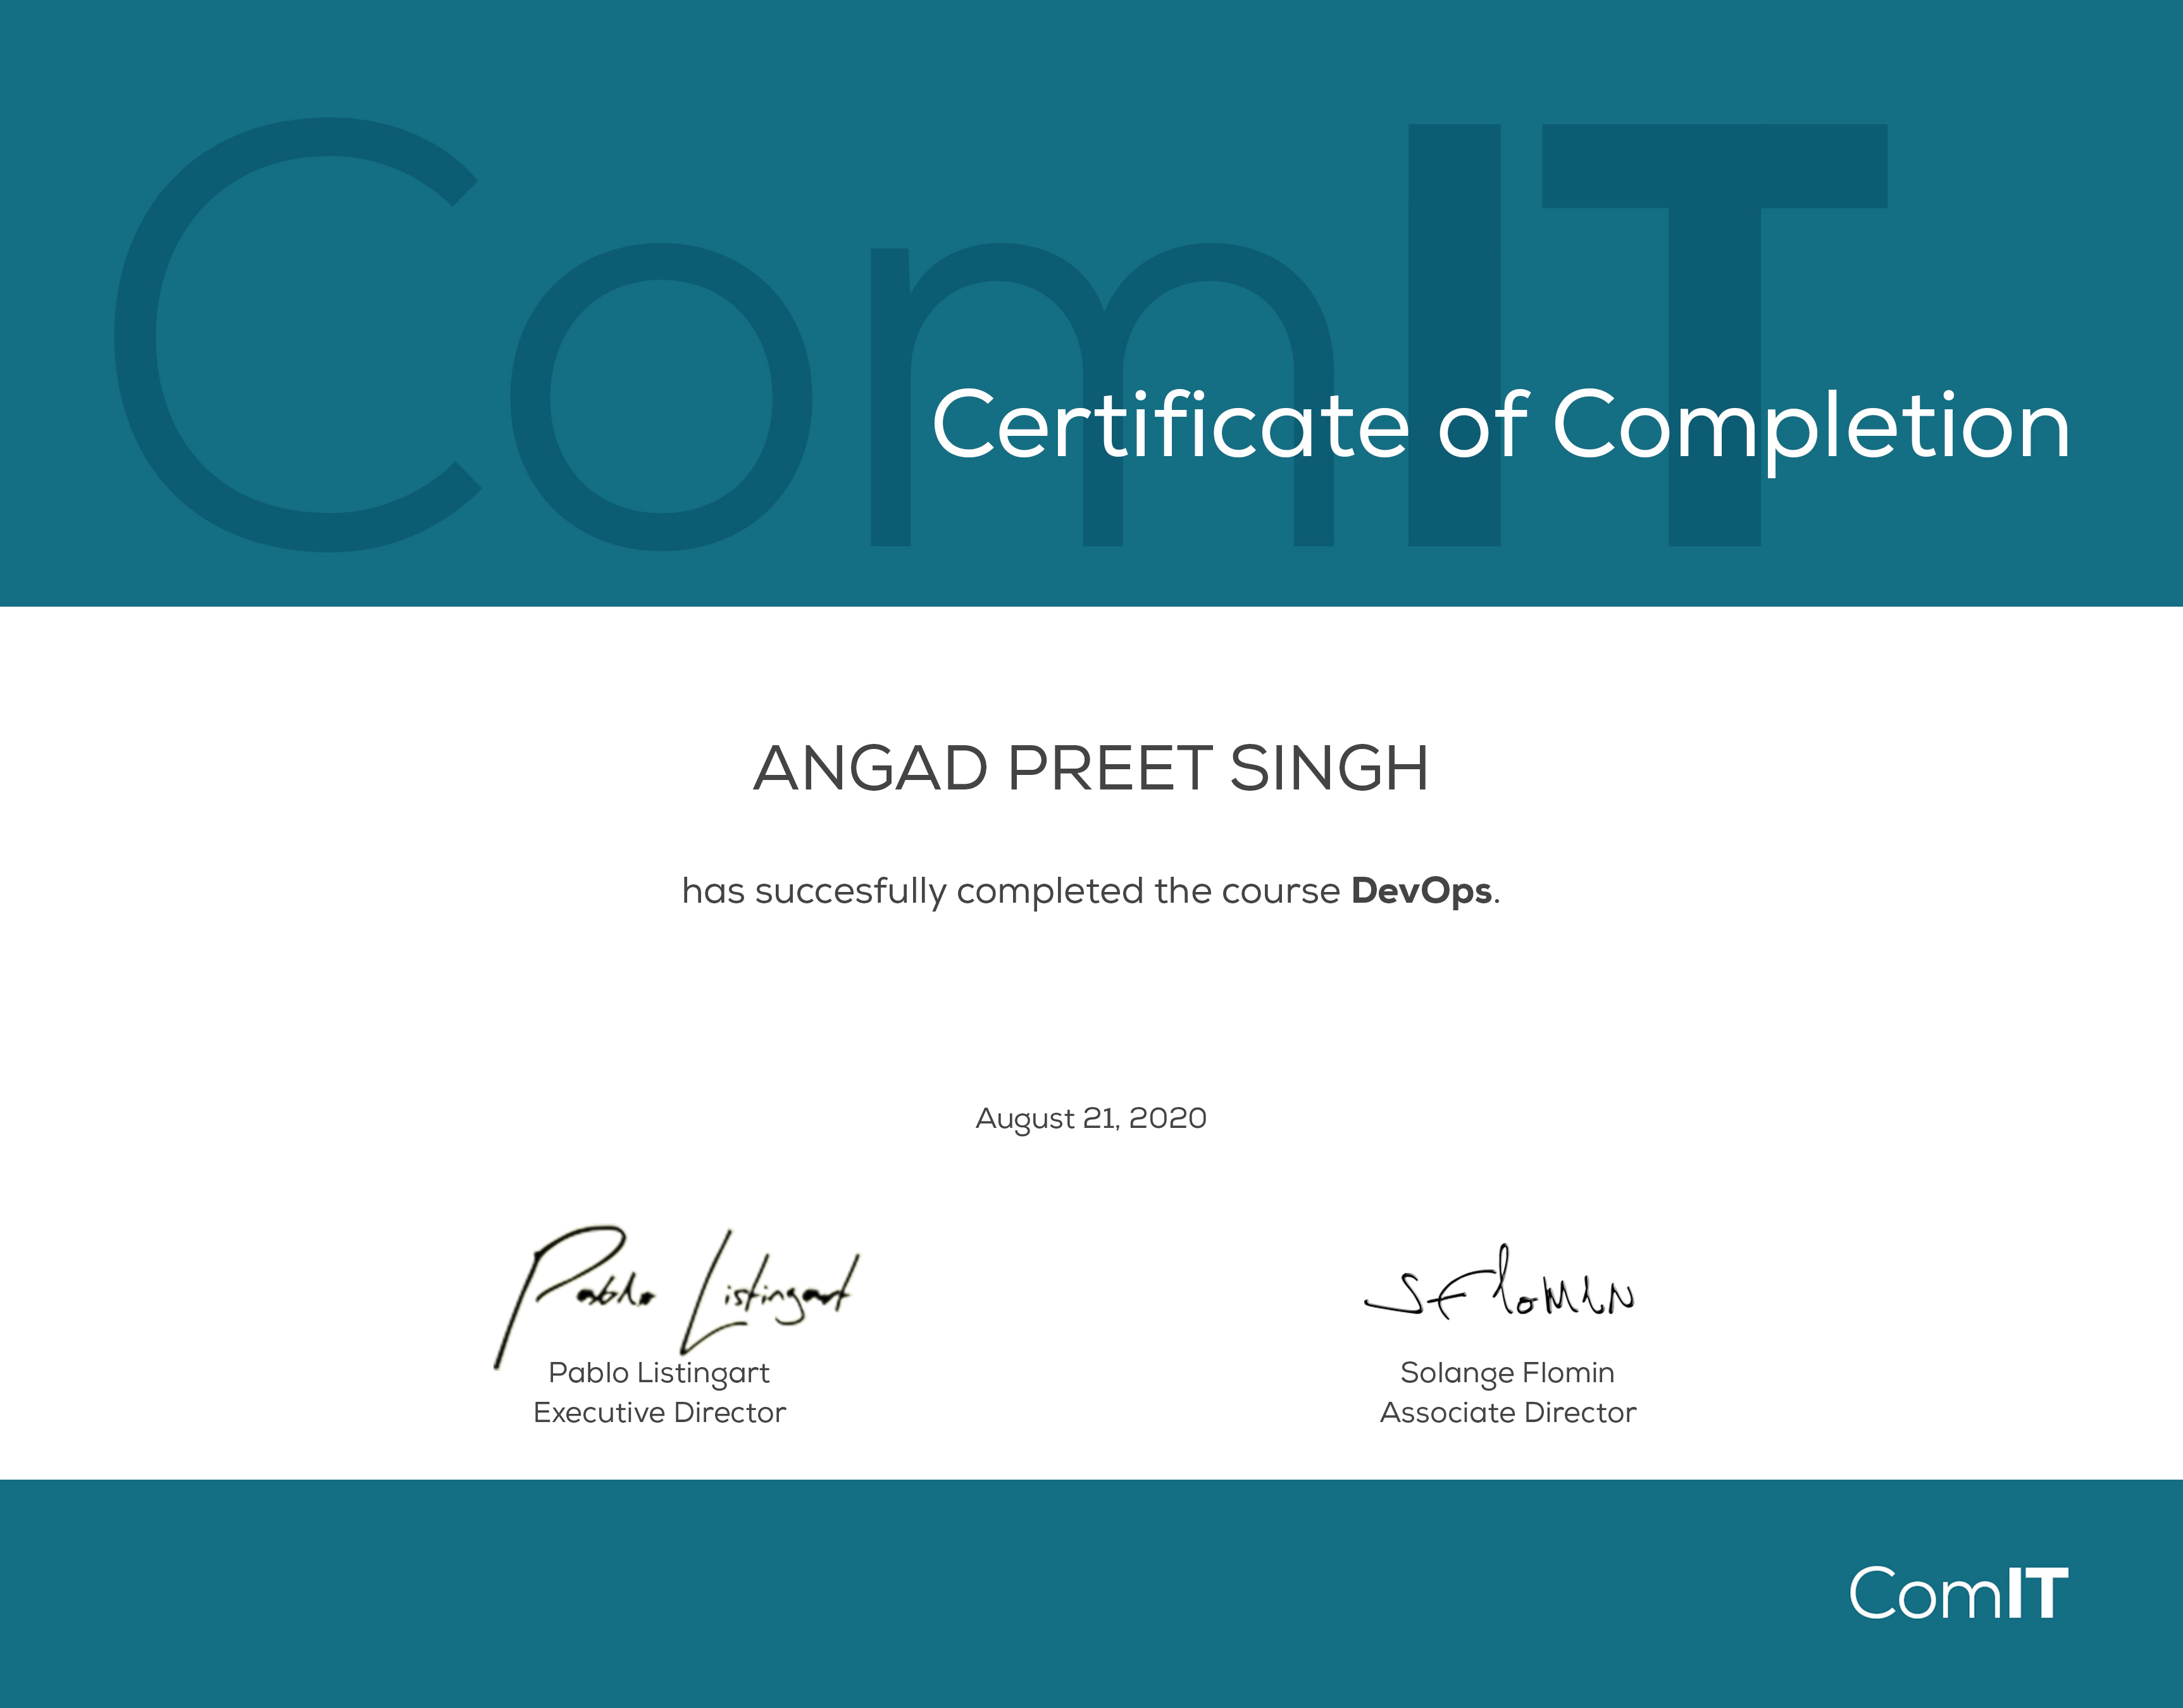 ComIT
Certificate of Completion
ANGAD PREET SINGH
has succesfully completed the course DevOps.
August 21, 2020
Pablo Listingart
S Flomin
Pablo Listingart
Executive Director
Solange Flomin
Associate Director
ComIT